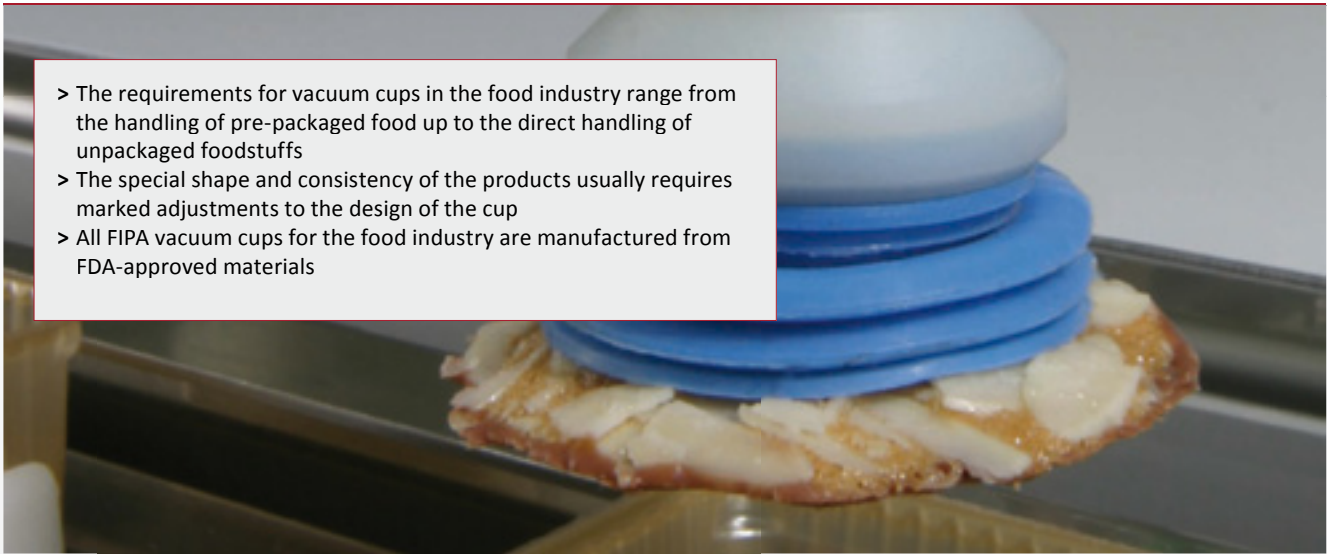 > The requirements for vacuum cups in the food industry range from
the handling of pre-packaged food up to the direct handling of
unpackaged foodstuffs
> The special shape and consistency of the products usually requires
marked adjustments to the design of the cup
> All FIPA vacuum cups for the food industry are manufactured from
FDA-approved materials